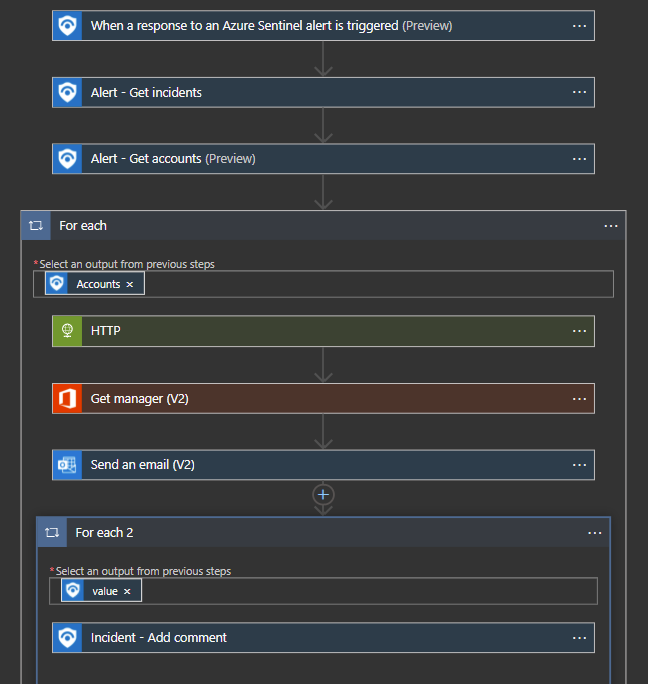 When a response to an Azure Sentinel alert is triggered (Preview)
Alert - Get incidents
Alert - Get accounts (Preview)
For each
*Select an output from previous steps
Accounts ×
HTTP
Get manager (V2)
Send an email (V2)
For each 2
*Select an output from previous steps
value ×
Incident - Add comment